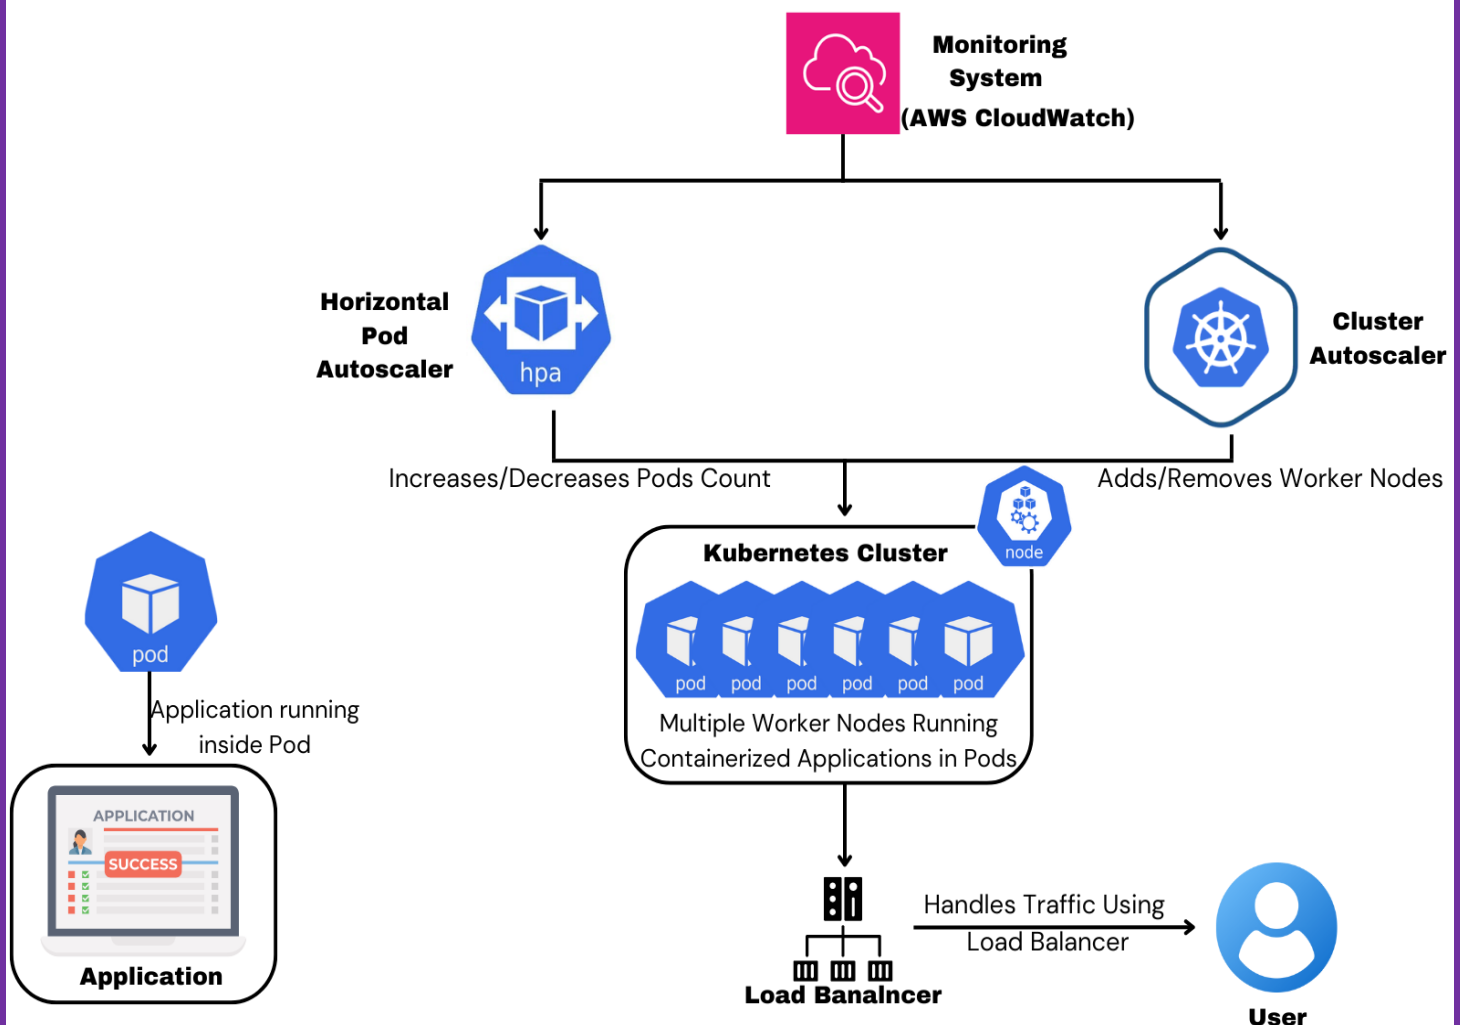 Monitoring
System
(AWS CloudWatch)
Horizontal
Pod
Autoscaler
hpa
Cluster
Autoscaler
Increases/Decreases Pods Count
Adds/Removes Worker Nodes
node
Kubernetes Cluster
pod pod pod pod pod pod
Multiple Worker Nodes Running
Containerized Applications in Pods
pod
Application running
inside Pod
APPLICATION
SUCCESS
Application
Load Banalncer
Handles Traffic Using
Load Balancer
User